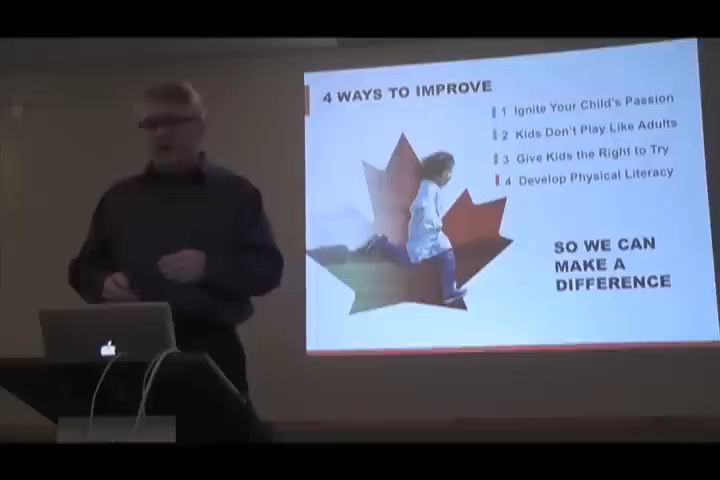 4 WAYS TO IMPROVE
1 Ignite Your Child's Passion
2 Kids Don't Play Like Adults
3 Give Kids the Right to Try
4 Develop Physical Literacy
SO WE CAN
MAKE A
DIFFERENCE